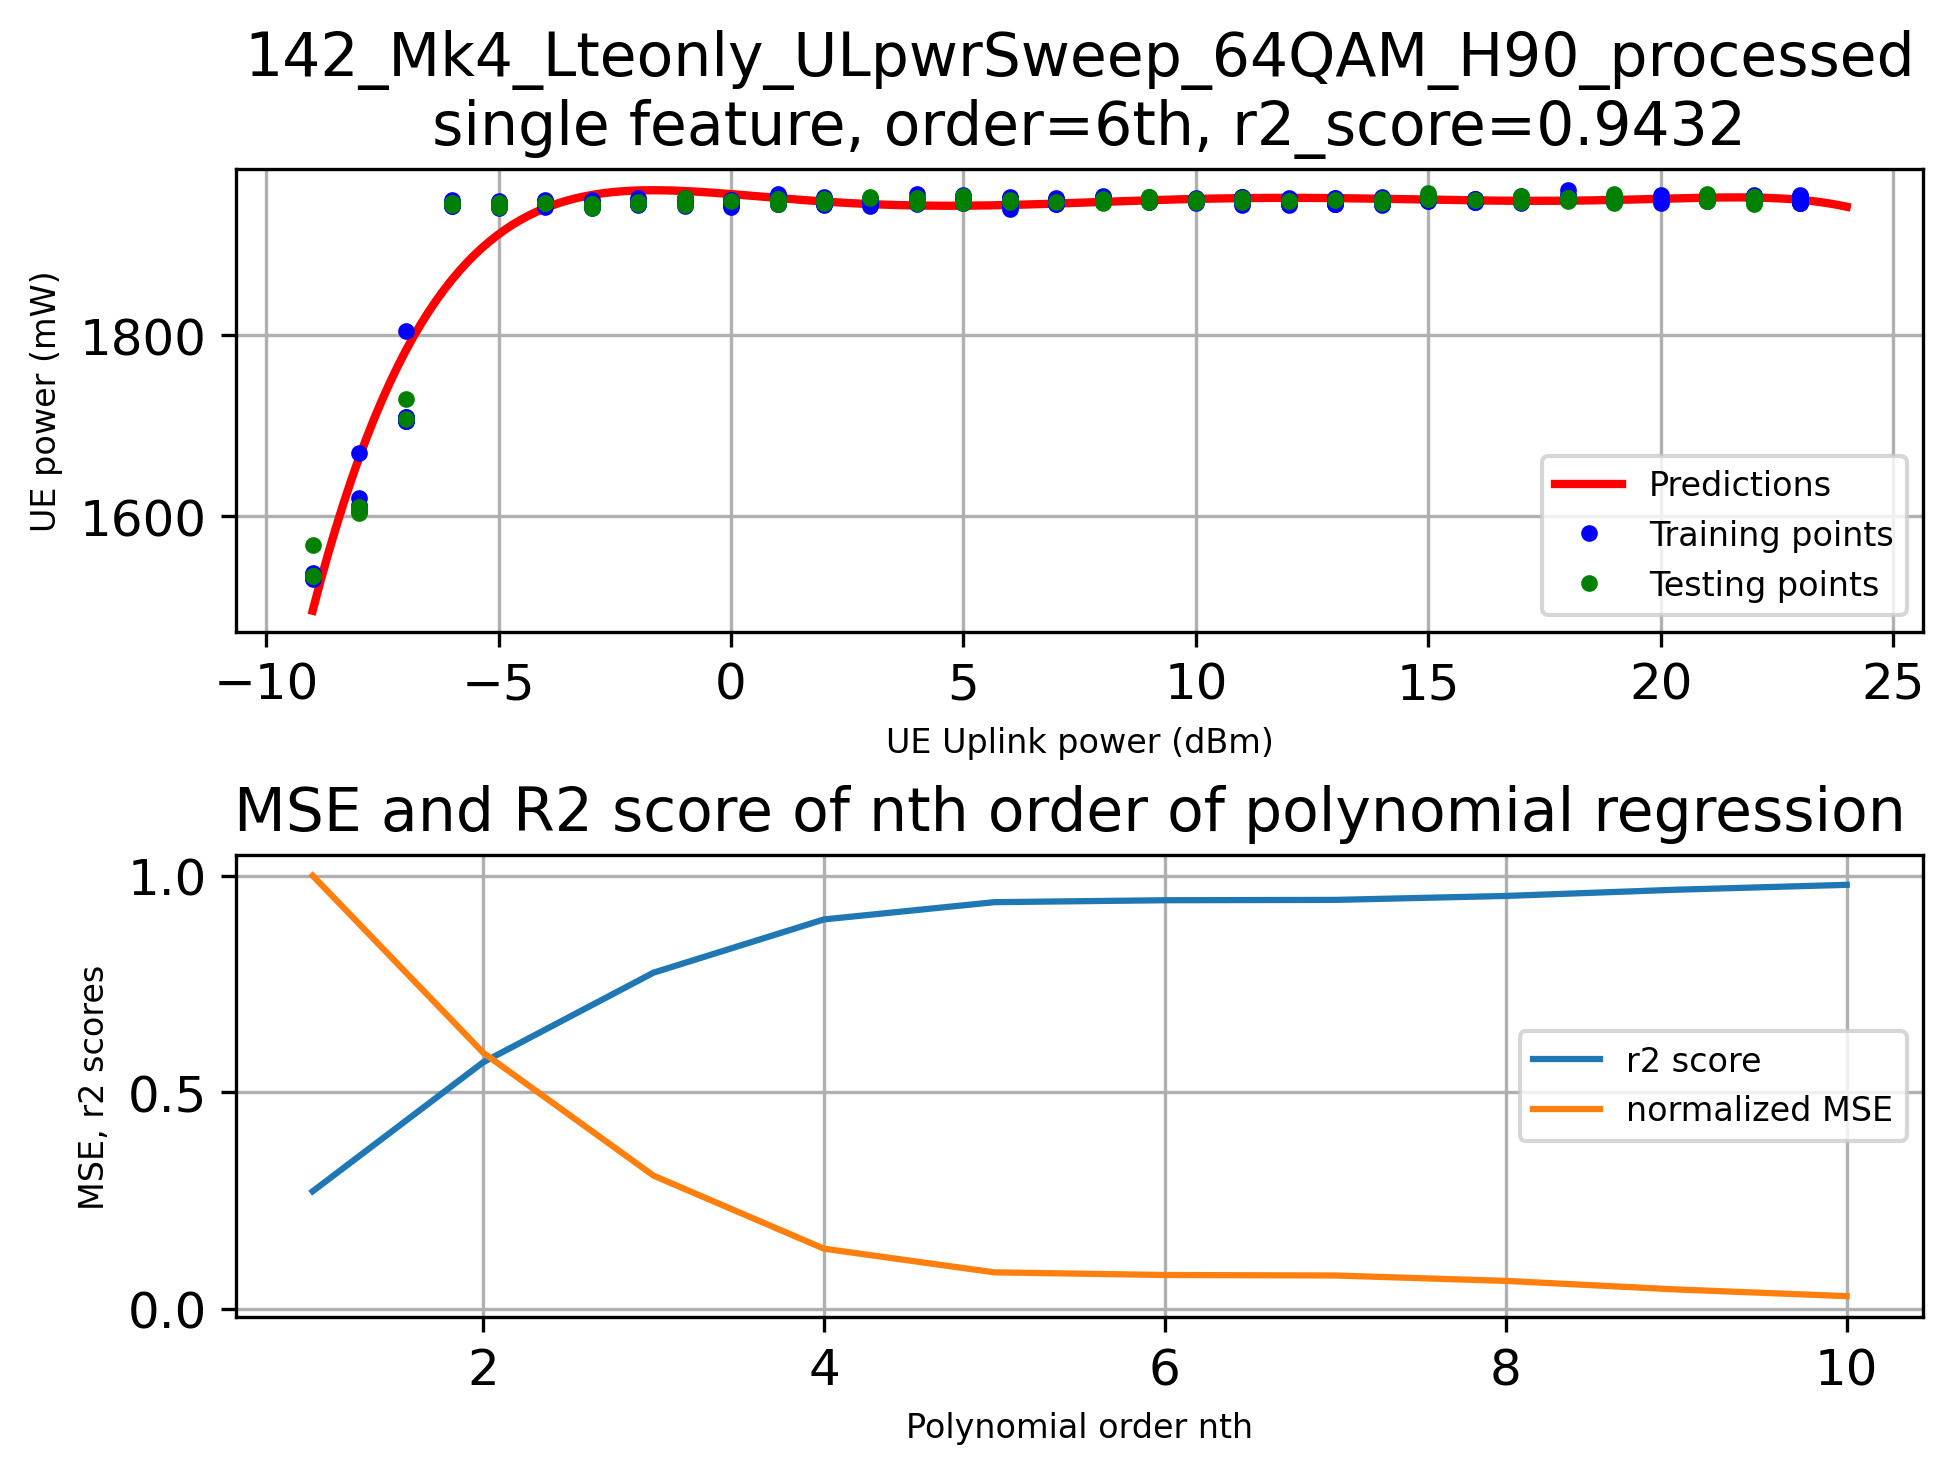 142_Mk4_Lteonly_ULpwrSweep_64QAM_H90_processed
single feature, order=6th, r2_score=0.9432
UE power (mW)
1800
1600
Predictions
Training points
Testing points
−10 −5 0 5 10 15 20 25
UE Uplink power (dBm)
MSE and R2 score of nth order of polynomial regression
MSE, r2 scores
1.0
0.5
0.0
r2 score
normalized MSE
2 4 6 8 10
Polynomial order nth